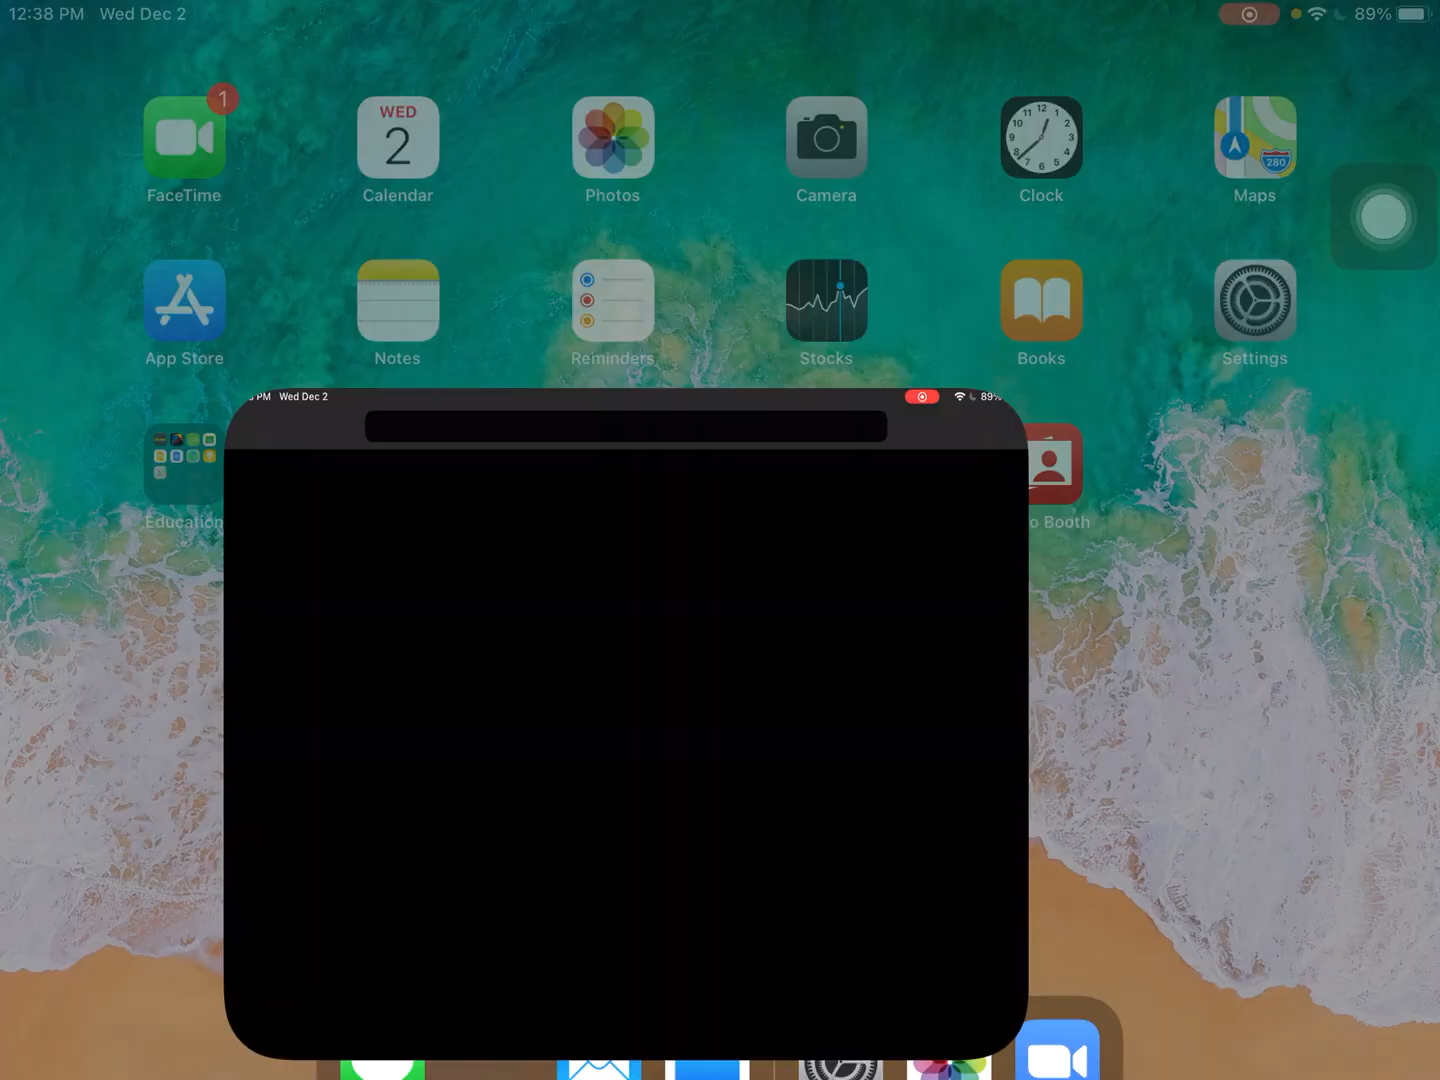 12:38 PM Wed Dec 2
89%
1
WED
2
280
FaceTime
Calendar
Photos
Camera
Clock
Maps
App Store
Notes
Reminders
Stocks
Books
Settings
PM Wed Dec 2
89%
Education
o Booth